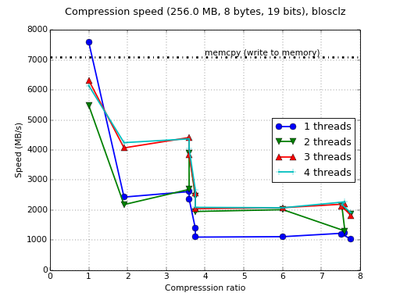 Compression speed (256.0 MB, 8 bytes, 19 bits), blosclz
8000
7000
6000
5000
4000
3000
2000
1000
0
Speed (MB/s)
memcpy (write to memory)
1 threads
2 threads
3 threads
4 threads
0 1 2 3 4 5 6 7 8
Compresssion ratio